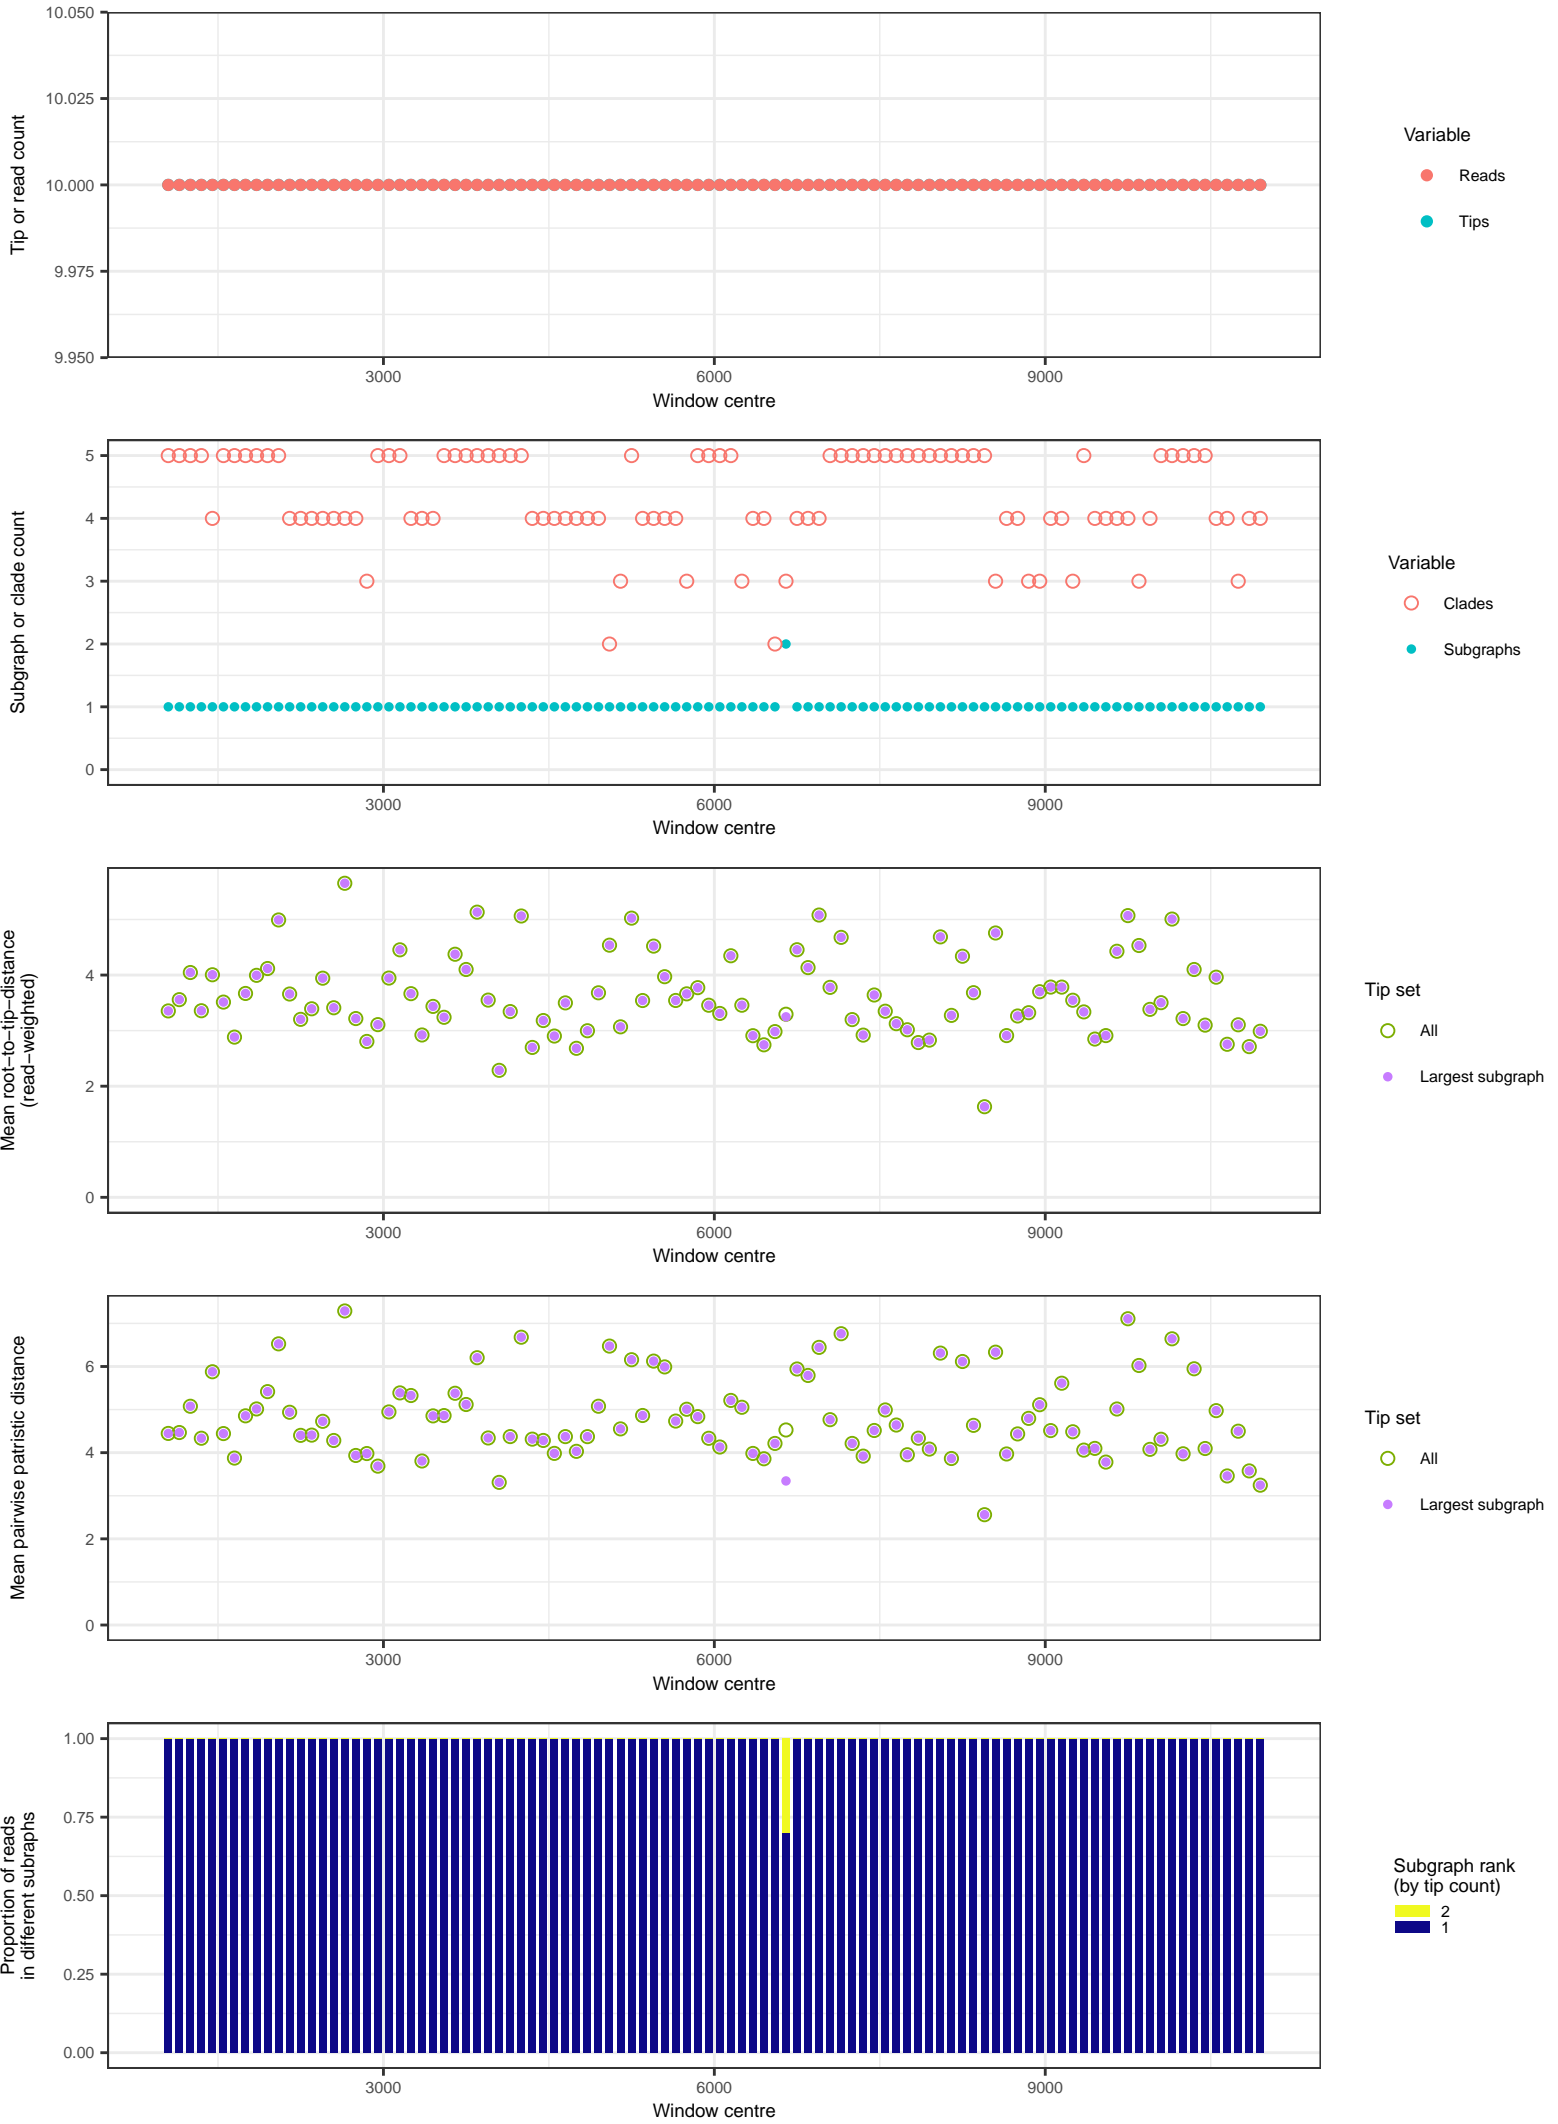 10.050
10.025
10.000
9.975
9.950
Tip or read count
3000 6000 9000
Window centre
Variable
Reads
Tips
5
4
3
2
1
0
Subgraph or clade count
3000 6000 9000
Window centre
Variable
Clades
Subgraphs
4
2
0
Mean root−to−tip−distance
(read−weighted)
3000 6000 9000
Window centre
Tip set
All
Largest subgraph
6
4
2
0
Mean pairwise patristic distance
3000 6000 9000
Window centre
Tip set
All
Largest subgraph
1.00
0.75
0.50
0.25
0.00
Proportion of reads
in different subraphs
3000 6000 9000
Window centre
Subgraph rank
(by tip count)
2
1